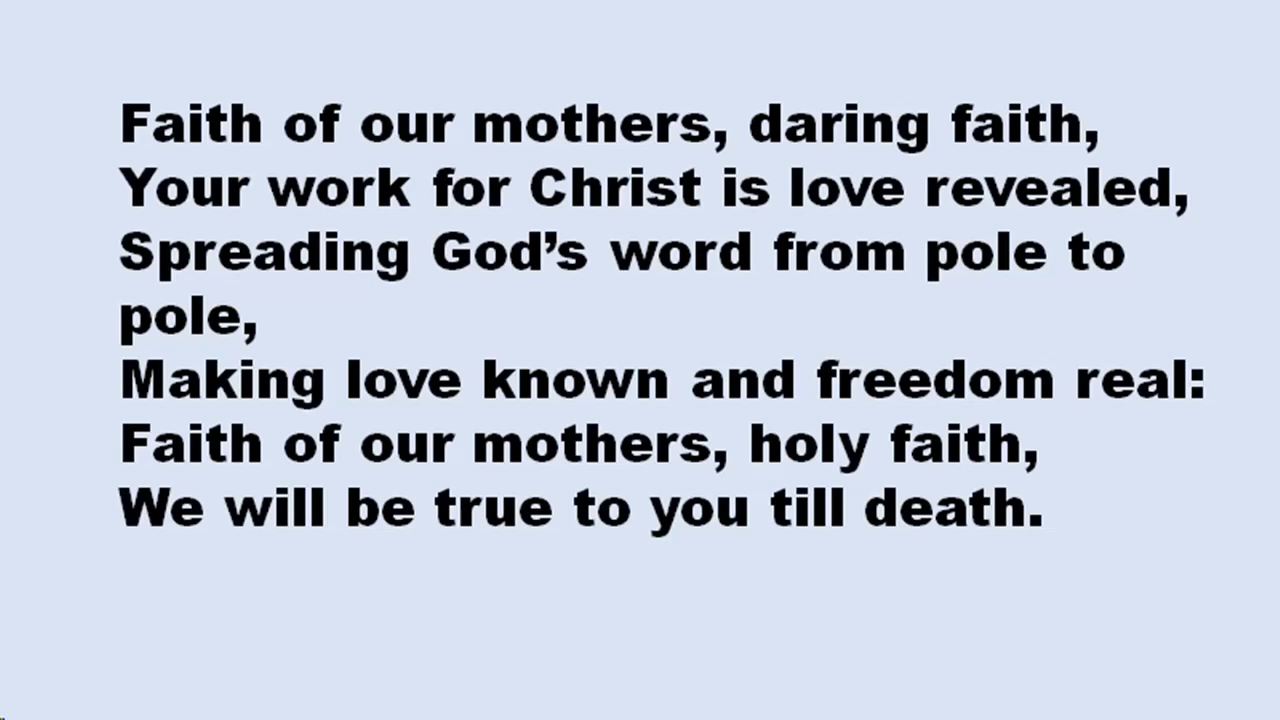 Faith of our mothers, daring faith,
Your work for Christ is love revealed,
Spreading God’s word from pole to
pole,
Making love known and freedom real:
Faith of our mothers, holy faith,
We will be true to you till death.